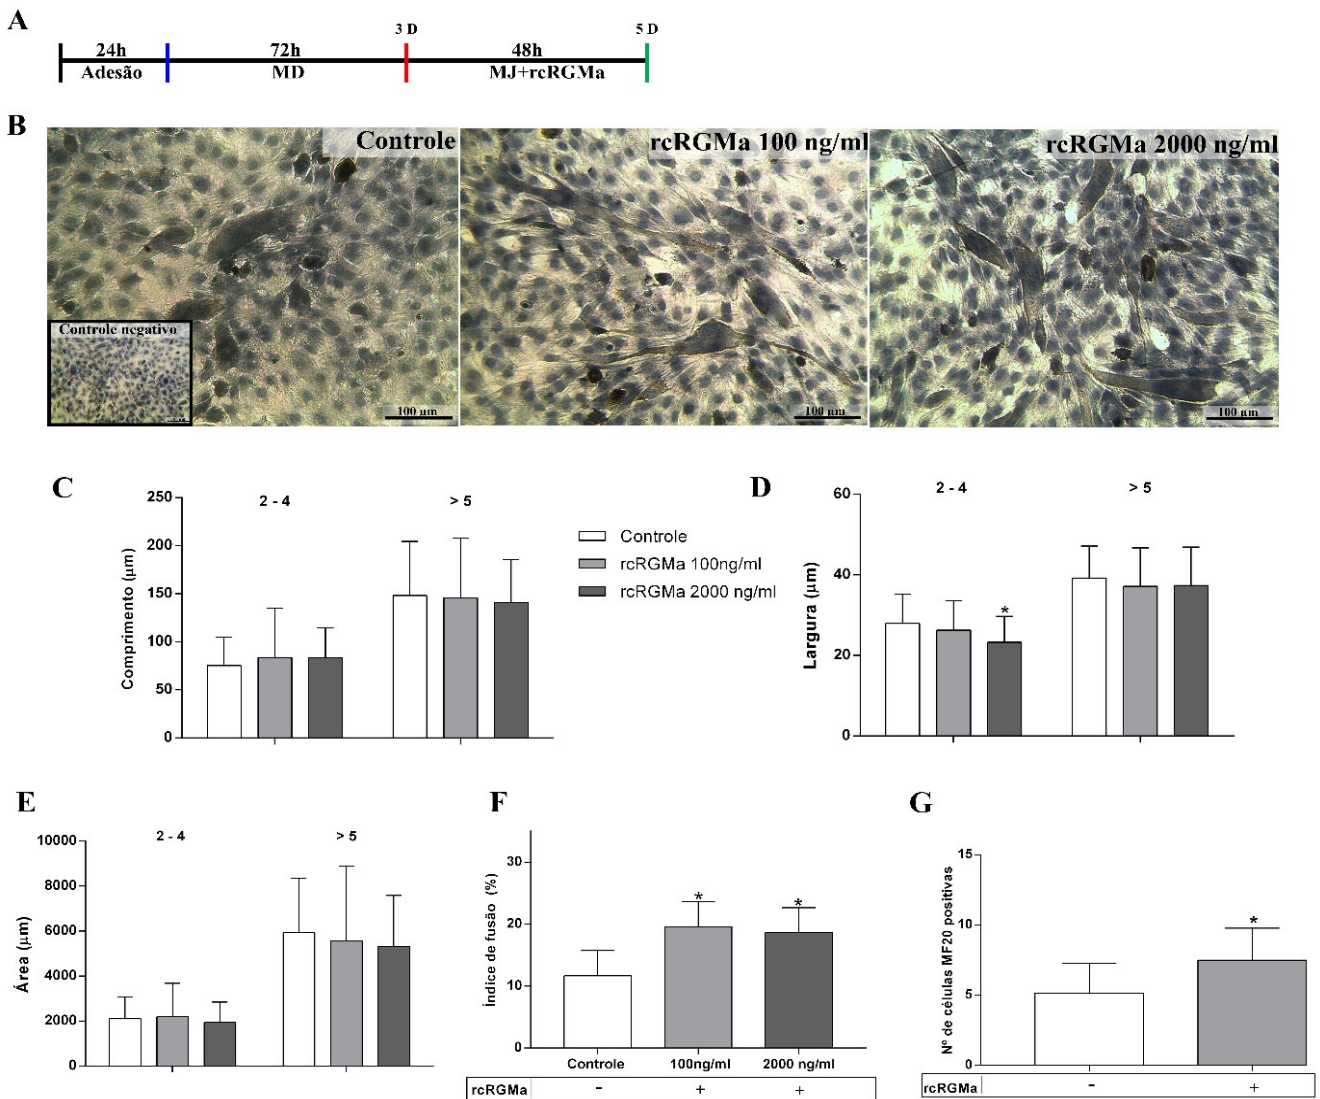 A
3 D
5 D
24h
72h
48h
Adesão
MD
MJ+rcRGMa
B
Controle
rcRGMa 100 ng/ml
rcRGMa 2000 ng/ml
Controle negativo
100 µm
100 µm
100 µm
C
2 - 4
> 5
Comprimento (µm)
250
200
150
100
50
0
Controle
rcRGMa 100ng/ml
rcRGMa 2000 ng/ml
D
2 - 4
> 5
Largura (µm)
60
40
20
0
*
E
2 - 4
> 5
Área (µm)
10000
8000
6000
4000
2000
0
F
Índice de fusão (%)
30
20
10
0
*
*
Controle
100ng/ml
2000 ng/ml
rcRGMa
-
+
+
G
Nº de células MF20 positivas
15
10
5
0
*
rcRGMa
-
+